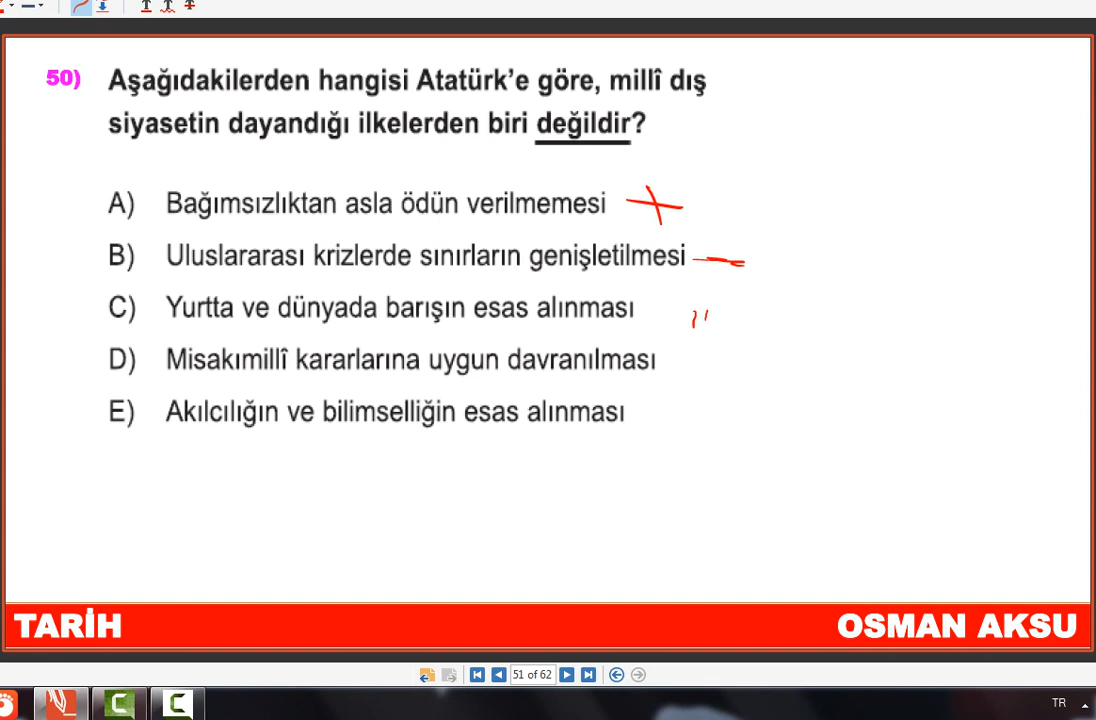 50) Aşağıdakilerden hangisi Atatürk’e göre, millî dış
siyasetin dayandığı ilkelerden biri değildir?
A) Bağımsızlıktan asla ödün verilmemesi
B) Uluslararası krizlerde sınırların genişletilmesi
C) Yurtta ve dünyada barışın esas alınması
D) Misakımillî kararlarına uygun davranılması
E) Akılcılığın ve bilimselliğin esas alınması
TARİH OSMAN AKSU
51 of 62
TR